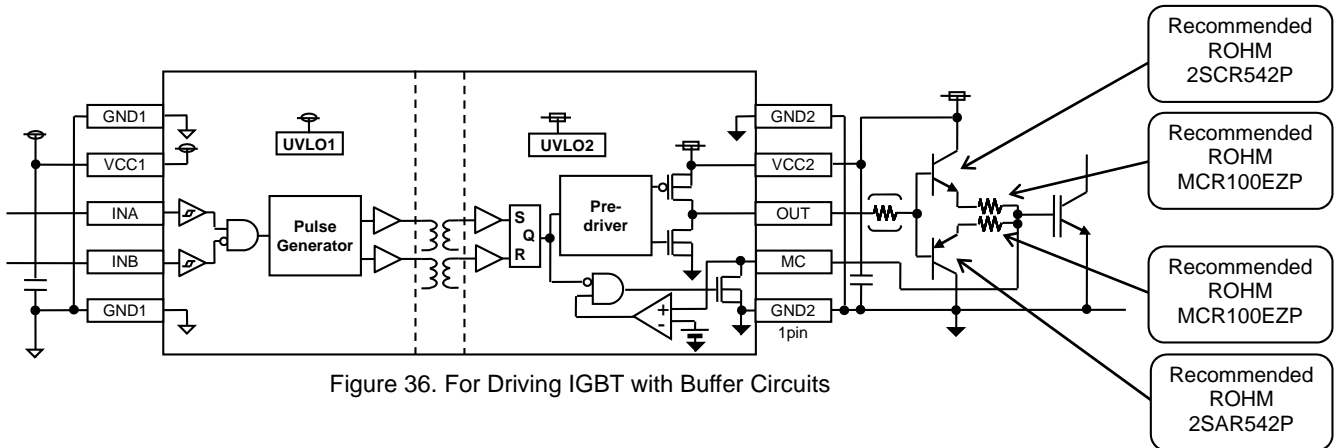 Recommended
ROHM
2SCR542P
Recommended
ROHM
MCR100EZP
Recommended
ROHM
MCR100EZP
Recommended
ROHM
2SAR542P
GND1
VCC1
INA
INB
GND1
UVLO1
Pulse
Generator
UVLO2
S
Q
R
Pre-
driver
+
-
GND2
VCC2
OUT
MC
GND2
1pin
Figure 36. For Driving IGBT with Buffer Circuits